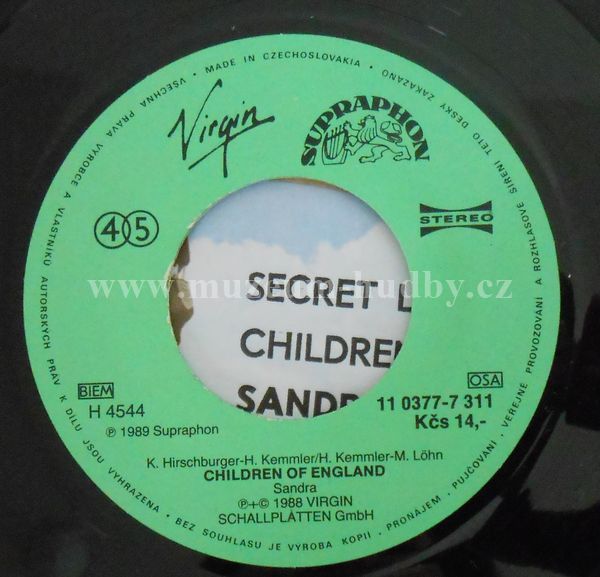 VŠECHNA PRÁVA VÝROBCE A VLASTNÍKŮ AUTORSKÝCH PRÁV K DÍLU JSOU VYHRAZENA • BEZ SOUHLASU JE VÝROBA KOPIÍ, PRONÁJEM, PŮJČOVÁNÍ, VEŘEJNÉ PROVOZOVÁNÍ A ROZHLASOVÉ ŠÍŘENÍ TÉTO DESKY ZAKÁZÁNO • MADE IN CZECHOSLOVAKIA •
Virgin
SUPRAPHON
45
STEREO
www.muzeum-hudby.cz
SECRET
CHILDREN
SANDR
BIEM
OSA
H 4544
11 0377-7 311
Kčs 14,-
℗ 1989 Supraphon
K. Hirschburger-H. Kemmler/H. Kemmler-M. Löhn
CHILDREN OF ENGLAND
Sandra
℗+© 1988 VIRGIN
SCHALLPLATTEN GmbH